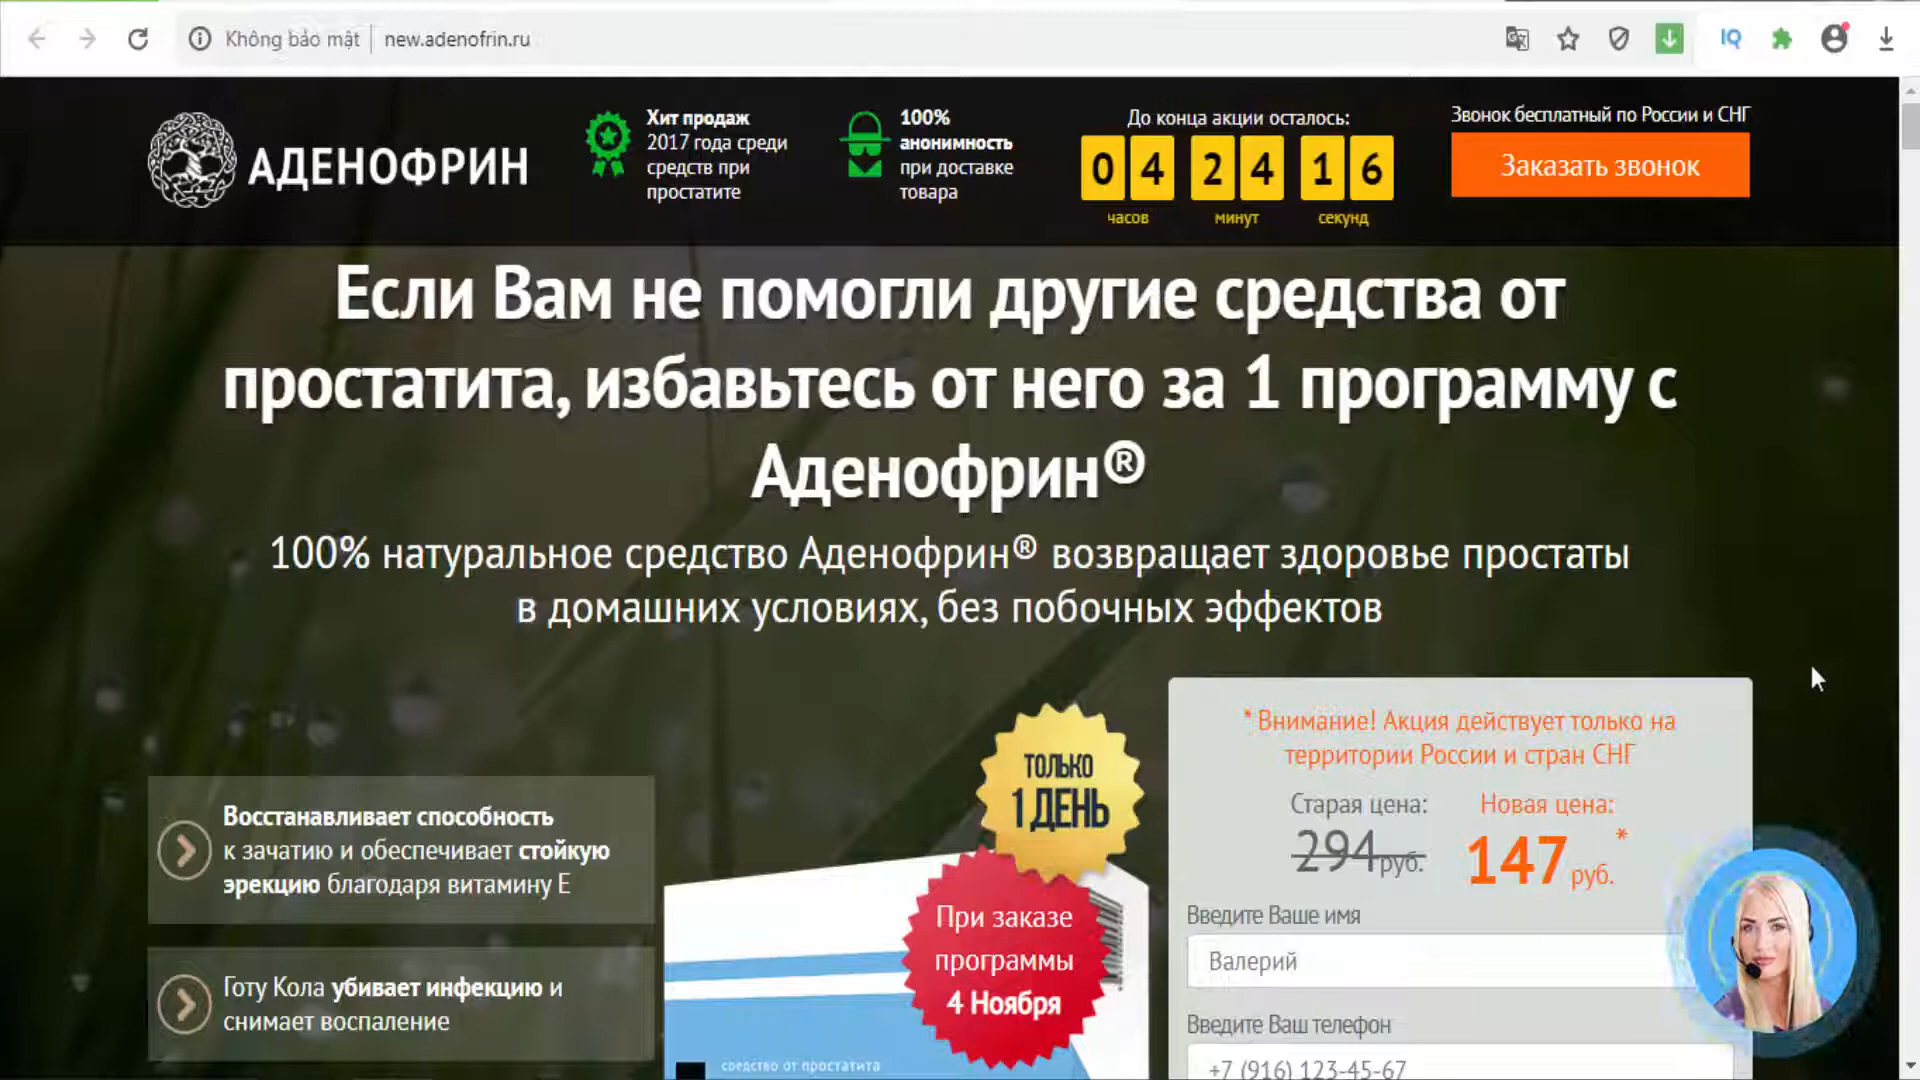 Không bảo mật
new.adenofrin.ru
IQ
АДЕНОФРИН
Хит продаж
2017 года среди
средств при
простатите
100%
анонимность
при доставке
товара
До конца акции осталось:
04 24 16
часов минут секунд
Звонок бесплатный по России и СНГ
Заказать звонок
Если Вам не помогли другие средства от
простатита, избавьтесь от него за 1 программу с
Аденофрин®
100% натуральное средство Аденофрин® возвращает здоровье простаты
в домашних условиях, без побочных эффектов
Восстанавливает способность
к зачатию и обеспечивает стойкую
эрекцию благодаря витамину Е
Готу Кола убивает инфекцию и
снимает воспаление
ТОЛЬКО
1 ДЕНЬ
При заказе
программы
4 Ноября
средство от простатита
* Внимание! Акция действует только на
территории России и стран СНГ
Старая цена: Новая цена:
294 руб. 147 руб. *
Введите Ваше имя
Валерий
Введите Ваш телефон
+7 (916) 123-45-67